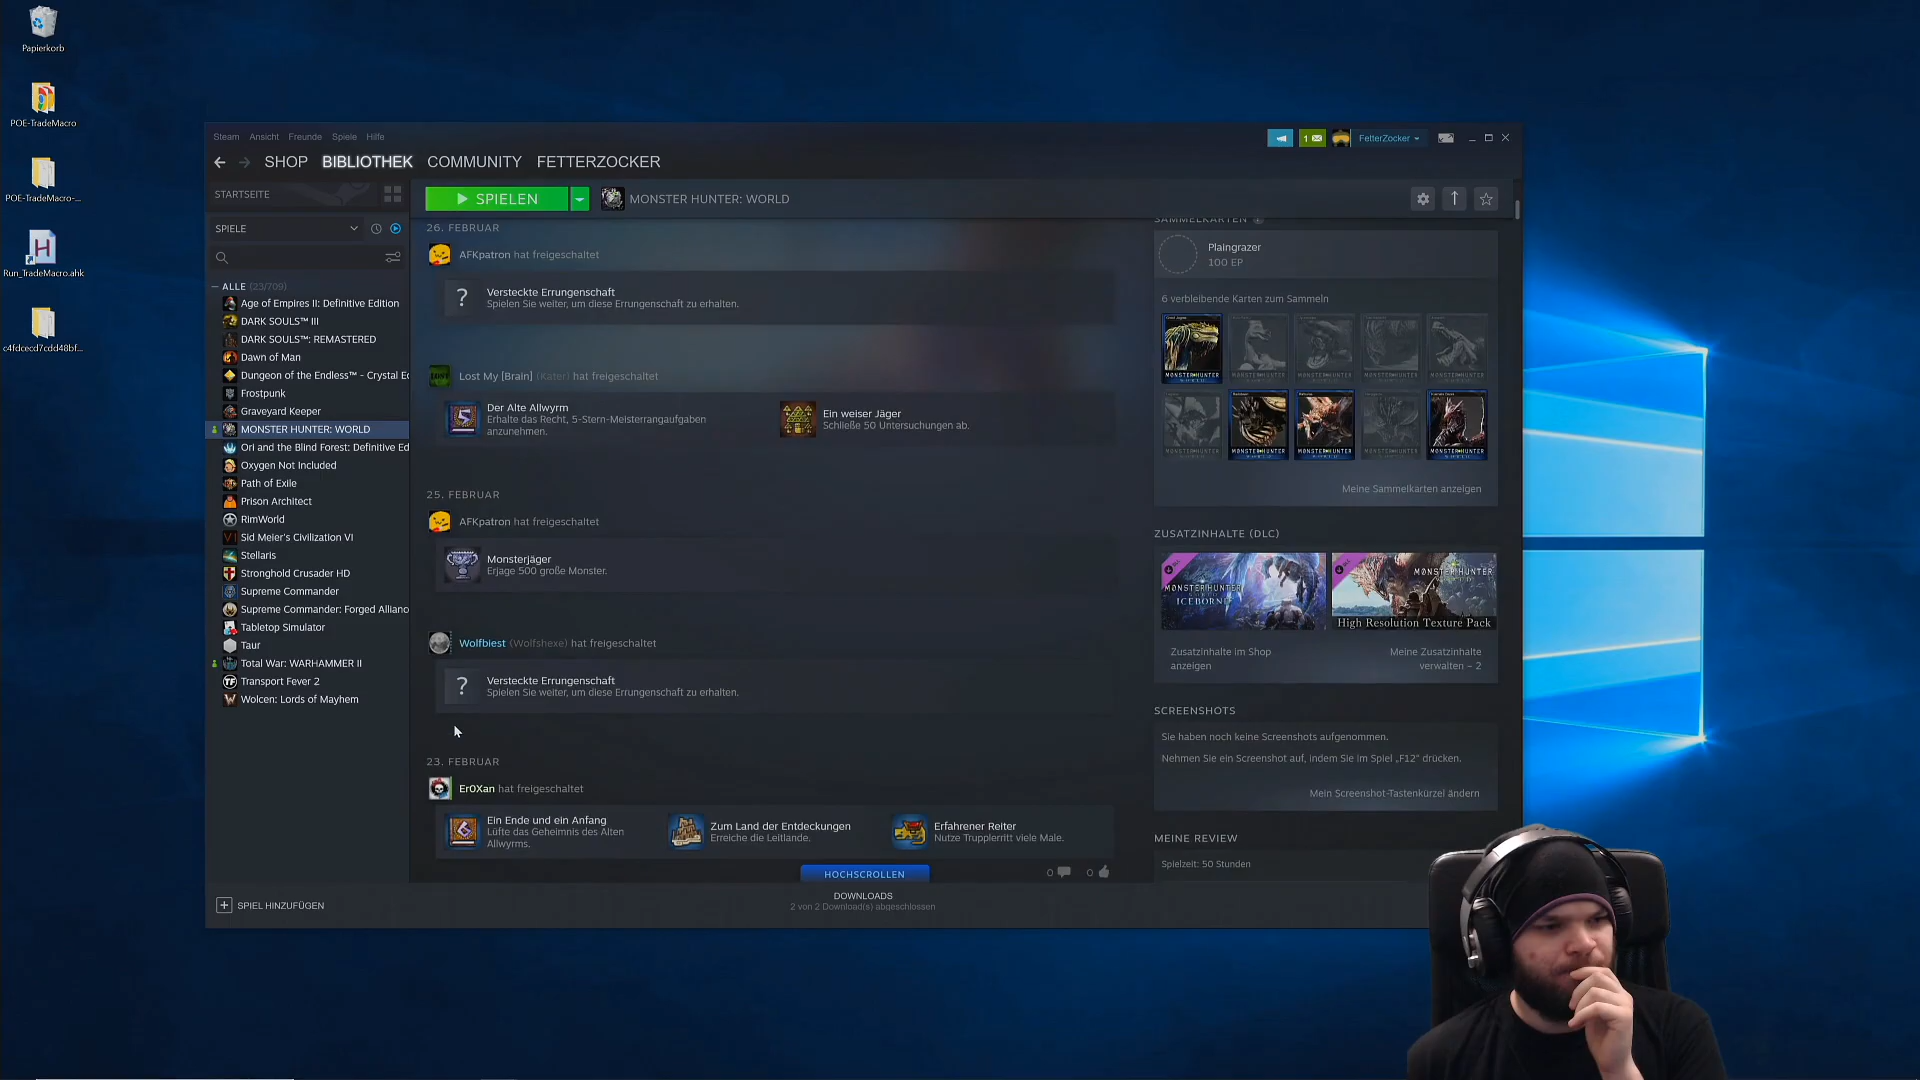 Papierkorb
POE-TradeMacro
POE-TradeMacro-...
Run_TradeMacro.ahk
c4fdcecd7cdd48bf...
Steam Ansicht Freunde Spiele Hilfe
1
FetterZocker
SHOP BIBLIOTHEK COMMUNITY FETTERZOCKER
STARTSEITE
SPIELE
ALLE (23/709)
Age of Empires II: Definitive Edition
DARK SOULS™ III
DARK SOULS™: REMASTERED
Dawn of Man
Dungeon of the Endless™ - Crystal Ec
Frostpunk
Graveyard Keeper
MONSTER HUNTER: WORLD
Ori and the Blind Forest: Definitive Ed
Oxygen Not Included
Path of Exile
Prison Architect
RimWorld
Sid Meier's Civilization VI
Stellaris
Stronghold Crusader HD
Supreme Commander
Supreme Commander: Forged Alliano
Tabletop Simulator
Taur
Total War: WARHAMMER II
Transport Fever 2
Wolcen: Lords of Mayhem
SPIEL HINZUFÜGEN
SPIELEN
MONSTER HUNTER: WORLD
26. FEBRUAR
AFKpatron hat freigeschaltet
Versteckte Errungenschaft
Spielen Sie weiter, um diese Errungenschaft zu erhalten.
Lost My [Brain] (Kater) hat freigeschaltet
Der Alte Allwyrm
Erhalte das Recht, 5-Stern-Meisterrangaufgaben
anzunehmen.
Ein weiser Jäger
Schließe 50 Untersuchungen ab.
25. FEBRUAR
AFKpatron hat freigeschaltet
Monsterjäger
Erjage 500 große Monster.
Wolfbiest (Wolfshexe) hat freigeschaltet
Versteckte Errungenschaft
Spielen Sie weiter, um diese Errungenschaft zu erhalten.
23. FEBRUAR
Er0Xan hat freigeschaltet
Ein Ende und ein Anfang
Lüfte das Geheimnis des Alten
Allwyrms.
Zum Land der Entdeckungen
Erreiche die Leitlande.
Erfahrener Reiter
Nutze Trupplerritt viele Male.
HOCHSCROLLEN
0 0
DOWNLOADS
2 von 2 Download(s) abgeschlossen
SAMMELKARTEN
Plaingrazer
100 EP
6 verbleibende Karten zum Sammeln
Meine Sammelkarten anzeigen
ZUSATZINHALTE (DLC)
MONSTER HUNTER
WORLD
ICEBORNE
MONSTER HUNTER
WORLD
High Resolution Texture Pack
Zusatzinhalte im Shop
anzeigen
Meine Zusatzinhalte
verwalten – 2
SCREENSHOTS
Sie haben noch keine Screenshots aufgenommen.
Nehmen Sie ein Screenshot auf, indem Sie im Spiel „F12“ drücken.
Mein Screenshot-Tastenkürzel ändern
MEINE REVIEW
Spielzeit: 50 Stunden